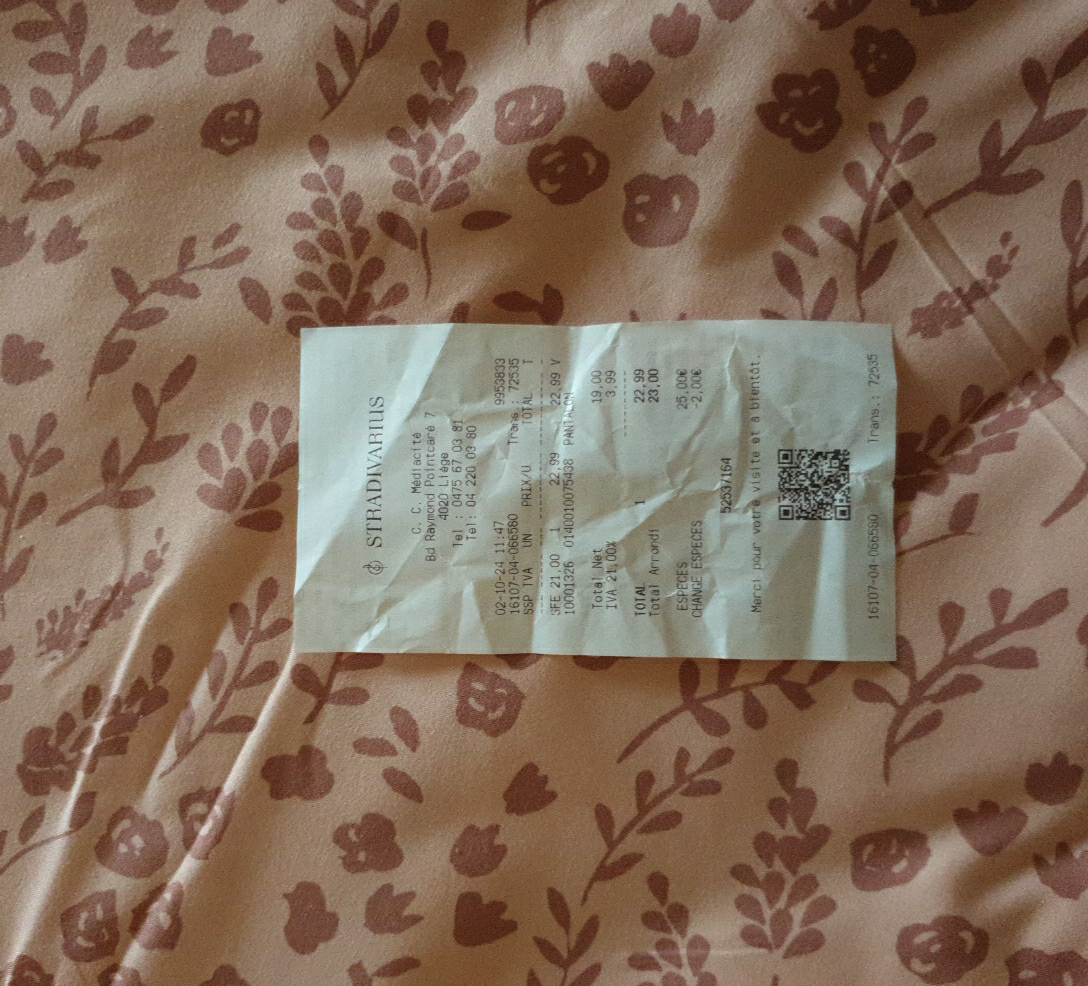 STRADIVARIUS
C. C. Médiacité
Bd Raymond Pointcaré 7
4020 Liège
Tel : 0475 67 03 81
Tel: 04 220 03 80
02-10-24 11:47 9953833
16107-04-066580 Trans.: 72535
SSP IVA UN PRIX/U TOTAL T
SFE 21,00 1 22,99 22,99 V
10001326 0140010075438 PANTALON
Total Net 19,00
IVA 21,00% 3,99
TOTAL 1 22,99
Total Arrondi 23,00
ESPECES 25,00€
CHANGE ESPECES -2,00€
52537164
Merci pour votre visite et à bientôt.
16107-04-066580 Trans.: 72535